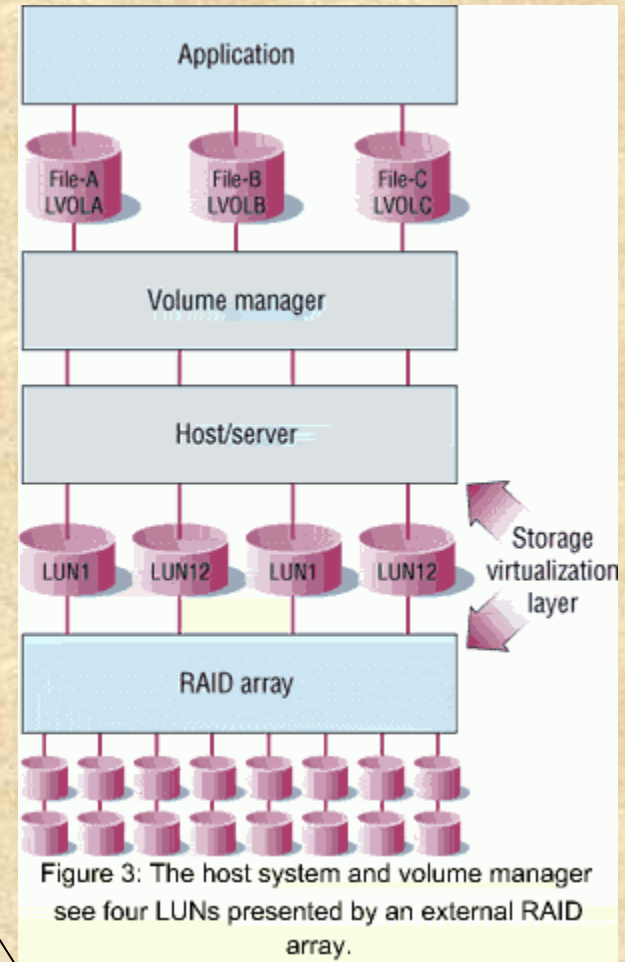 Application
File-A File-B File-C
LVOLA LVOLB LVOLC
Volume manager
Host/server
LUN1 LUN12 LUN1 LUN12
Storage
virtualization
layer
RAID array
Figure 3: The host system and volume manager
see four LUNs presented by an external RAID
array.